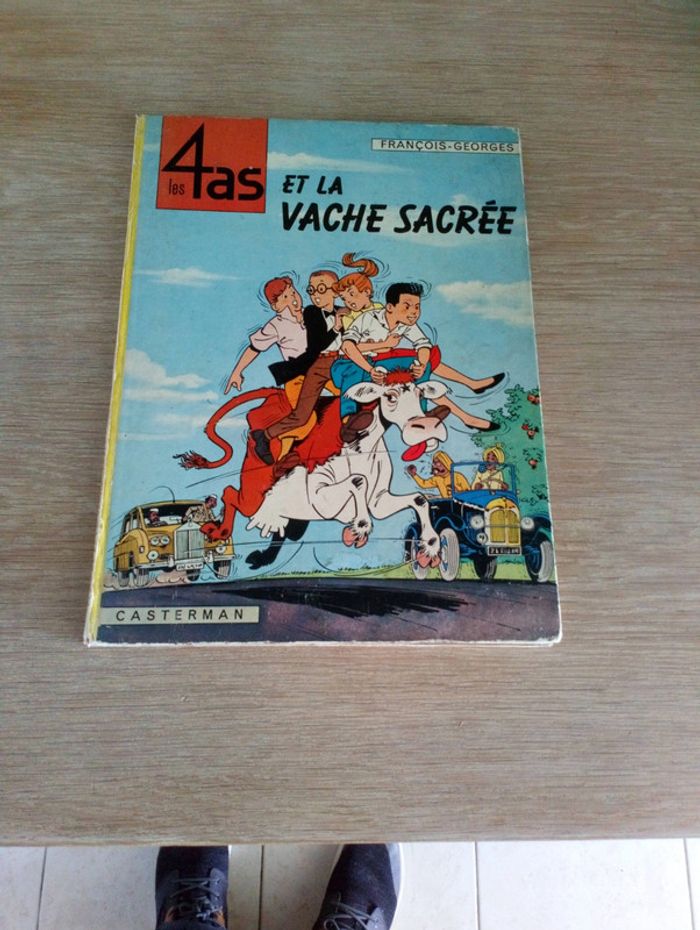 les 4as
FRANÇOIS-GEORGES
ET LA
VACHE SACRÉE
CASTERMAN